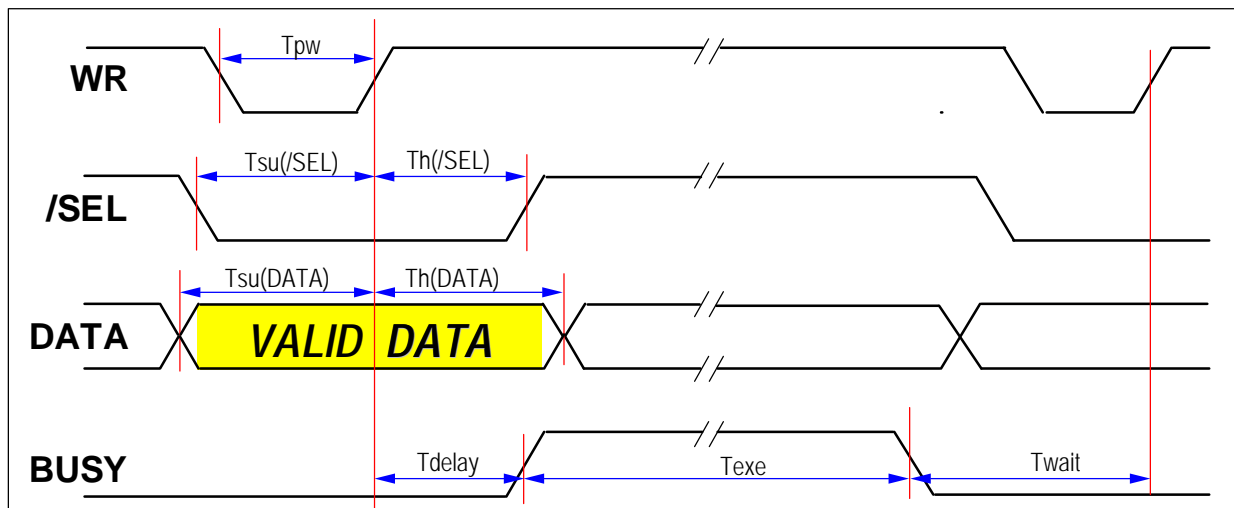 Tpw
WR
Tsu(/SEL) Th(/SEL)
/SEL
Tsu(DATA) Th(DATA)
DATA VALID DATA
Tdelay Texe Twait
BUSY